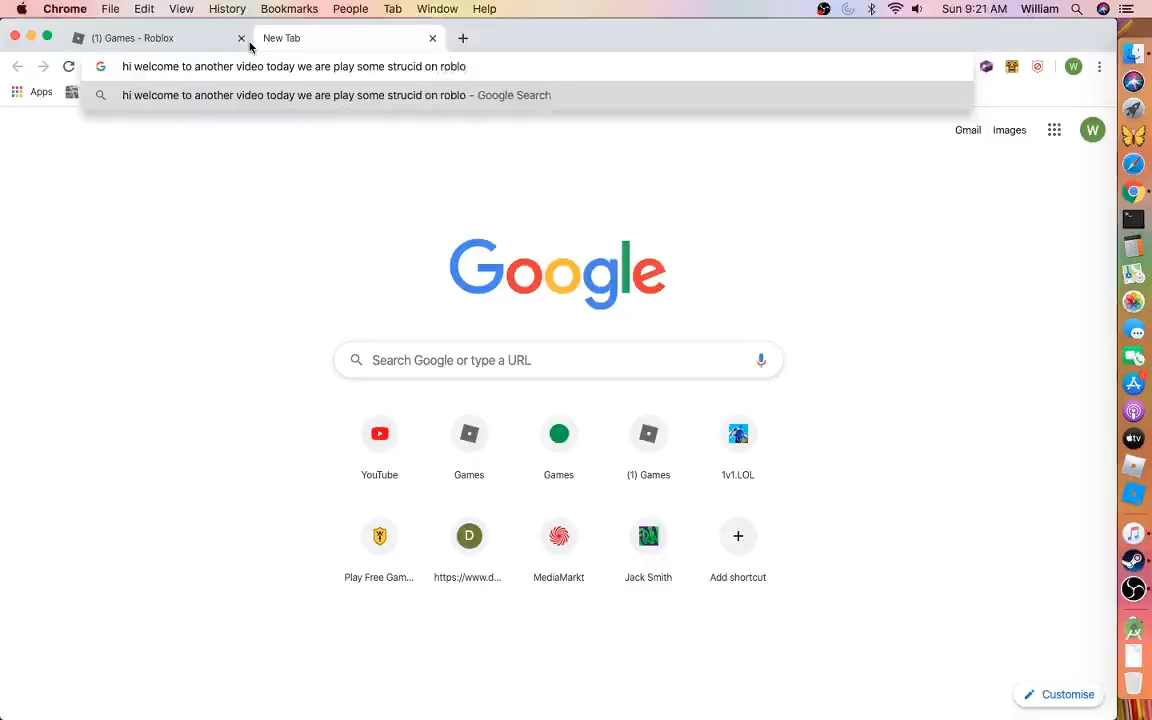 Chrome File Edit View History Bookmarks People Tab Window Help Sun 9:21 AM William
(1) Games - Roblox New Tab
hi welcome to another video today we are play some strucid on roblo
W
Apps
hi welcome to another video today we are play some strucid on roblo - Google Search
Gmail Images W
Google
Search Google or type a URL
YouTube Games Games (1) Games 1v1.LOL
D
Play Free Gam... https://www.d... MediaMarkt Jack Smith Add shortcut
tv
Customise